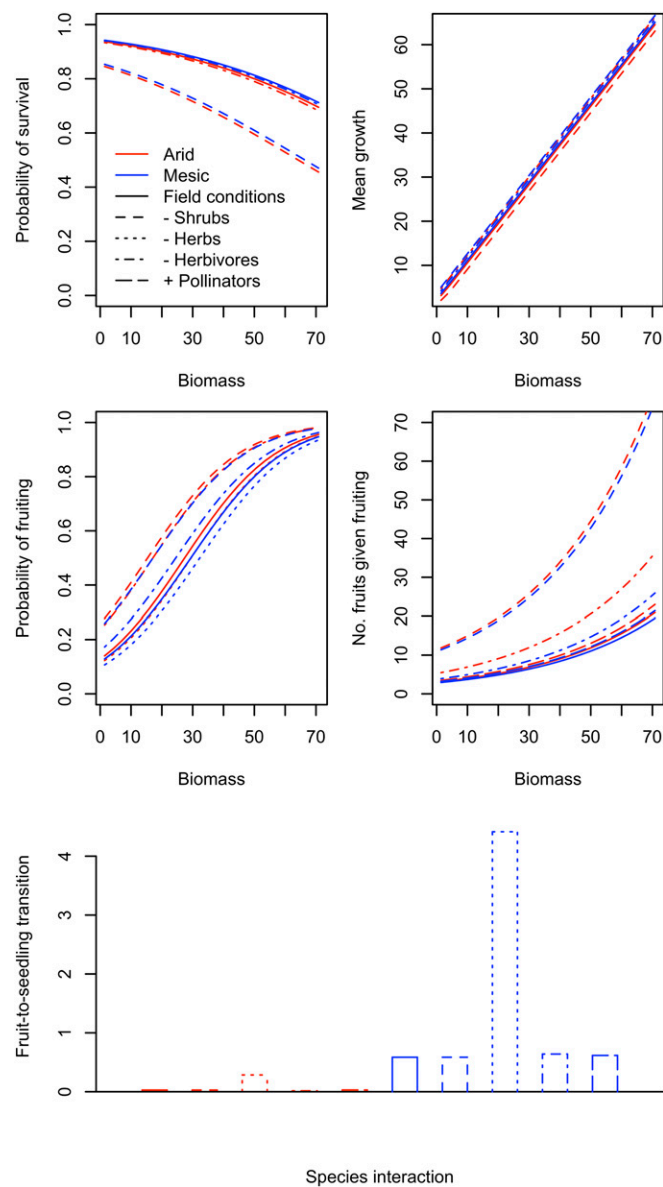 Probability of survival
1.0
0.8
0.6
0.4
0.2
0.0
Arid
Mesic
Field conditions
- Shrubs
- Herbs
- Herbivores
+ Pollinators
0 10 30 50 70
Biomass
Mean growth
60
50
40
30
20
10
0 10 30 50 70
Biomass
Probability of fruiting
1.0
0.8
0.6
0.4
0.2
0.0
0 10 30 50 70
Biomass
No. fruits given fruiting
70
60
50
40
30
20
10
0
0 10 30 50 70
Biomass
Fruit-to-seedling transition
4
3
2
1
0
Species interaction